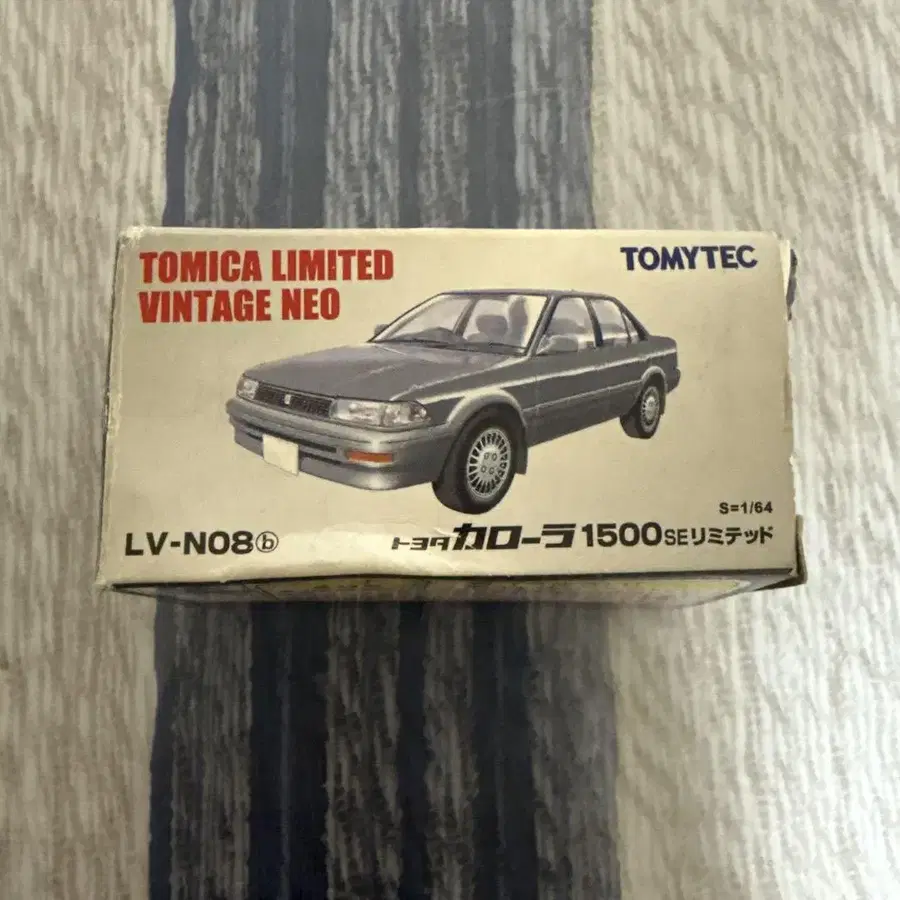 TOMICA LIMITED
VINTAGE NEO
TOMYTEC
S=1/64
LV-N08ⓑ
トヨタカローラ1500SEリミテッド